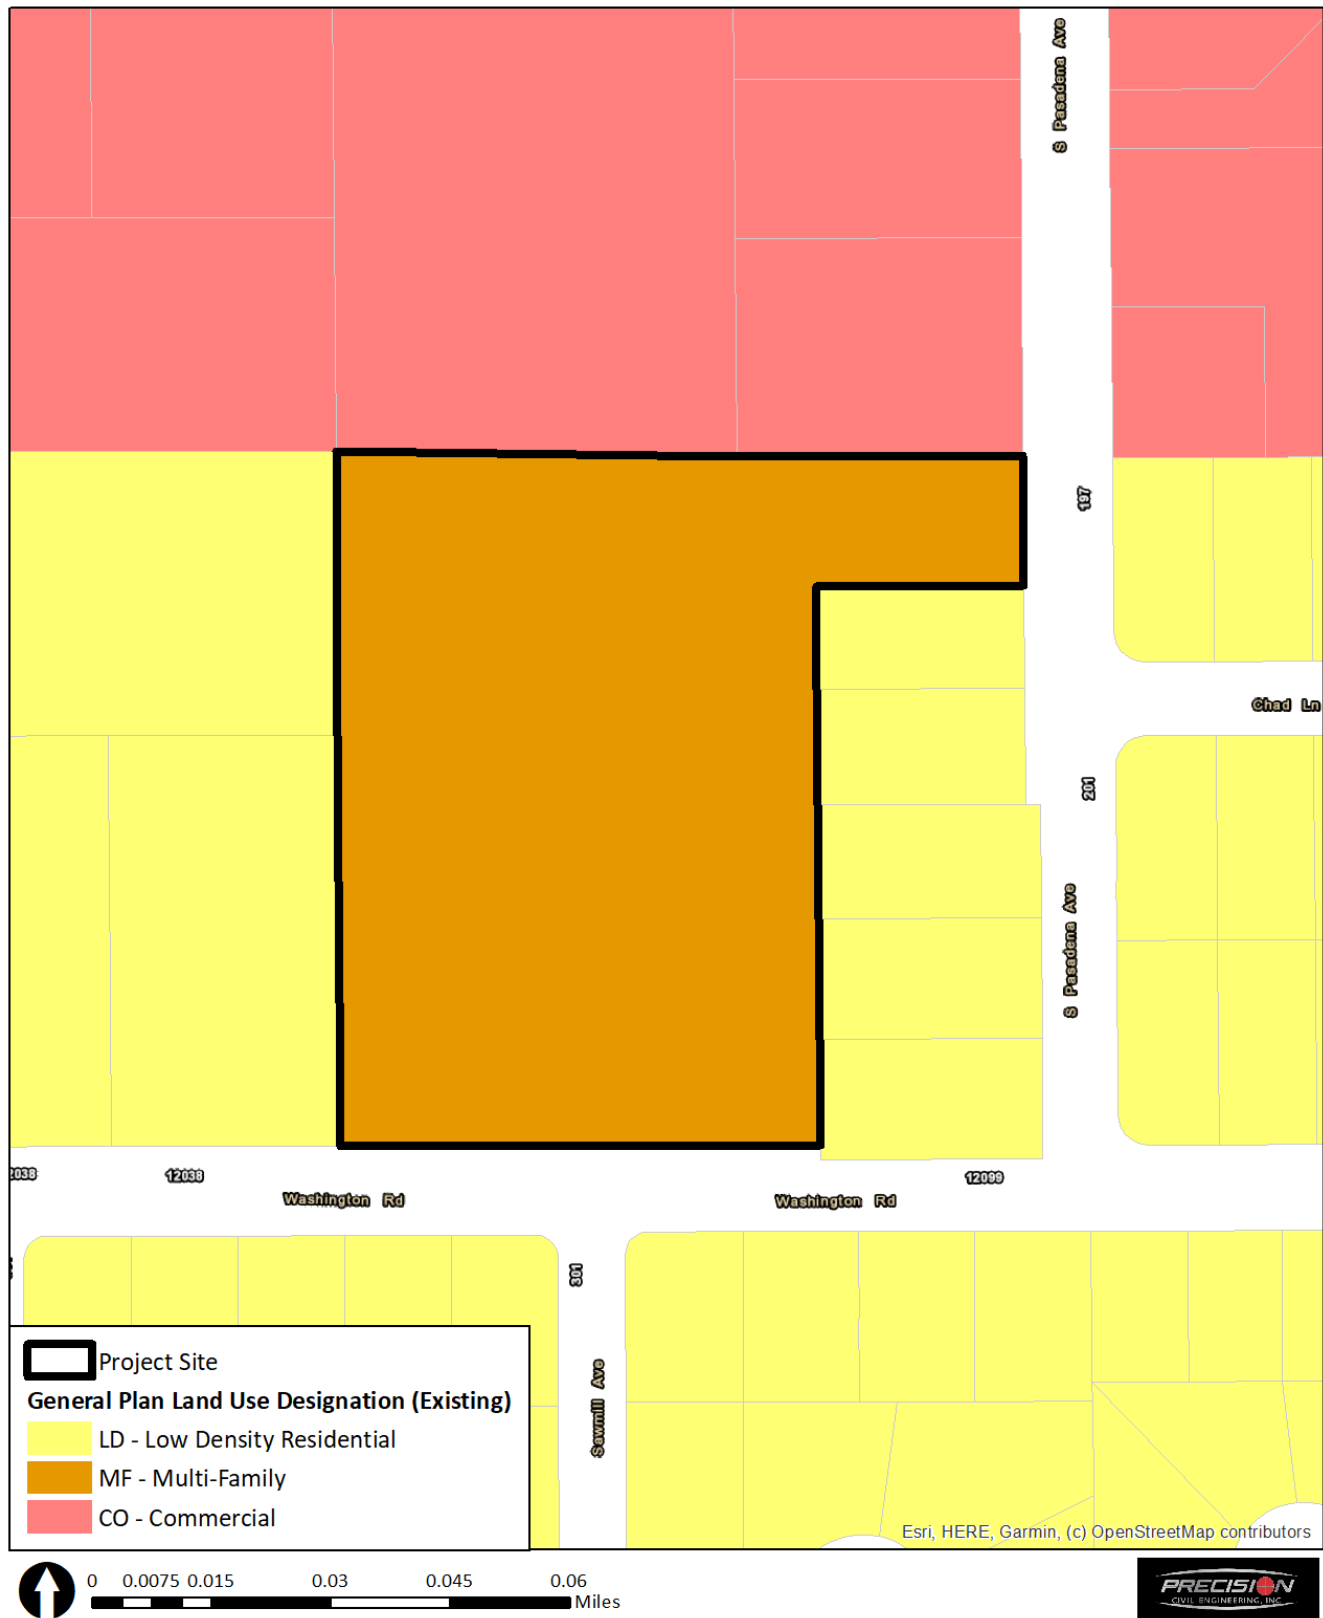 S Pasadena Ave
197
Chad Ln
201
S Pasadena Ave
2038
12038
12099
Washington Rd
Washington Rd
301
Sawmill Ave
Project Site
General Plan Land Use Designation (Existing)
LD - Low Density Residential
MF - Multi-Family
CO - Commercial
Esri, HERE, Garmin, (c) OpenStreetMap contributors
0 0.0075 0.015 0.03 0.045 0.06
Miles
PRECISION
CIVIL ENGINEERING, INC.